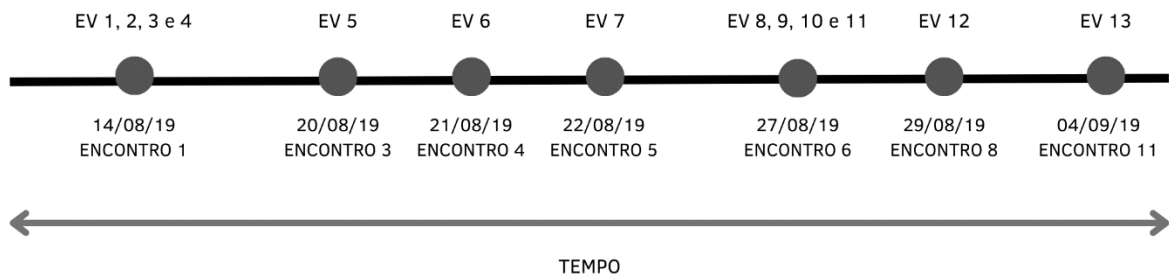 EV 1, 2, 3 e 4
EV 5
EV 6
EV 7
EV 8, 9, 10 e 11
EV 12
EV 13
14/08/19
ENCONTRO 1
20/08/19
ENCONTRO 3
21/08/19
ENCONTRO 4
22/08/19
ENCONTRO 5
27/08/19
ENCONTRO 6
29/08/19
ENCONTRO 8
04/09/19
ENCONTRO 11
TEMPO